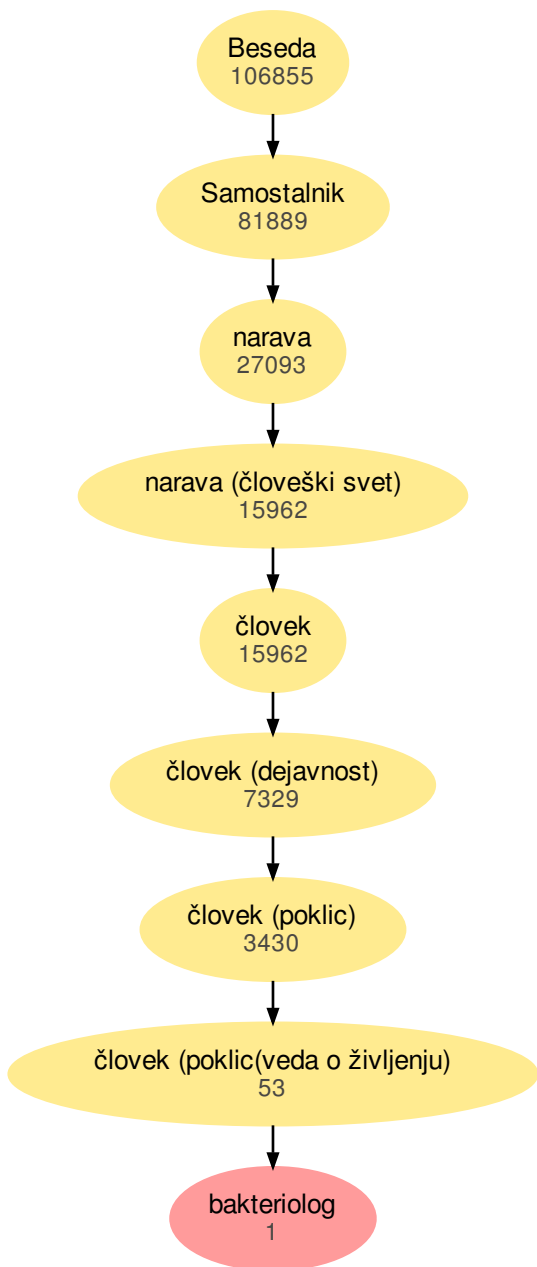 Beseda
106855
Samostalnik
81889
narava
27093
narava (človeški svet)
15962
človek
15962
človek (dejavnost)
7329
človek (poklic)
3430
človek (poklic(veda o življenju)
53
bakteriolog
1